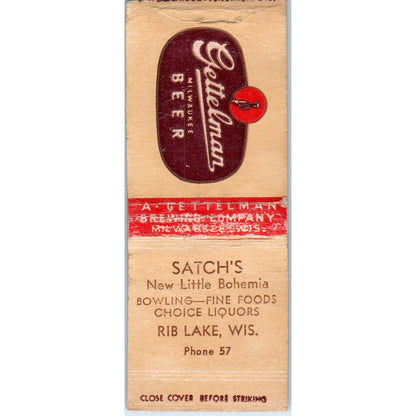 Gettelman
MILWAUKEE
BEER
A · GETTELMAN
BREWING COMPANY
MILWAUKEE, WIS.
SATCH'S
New Little Bohemia
BOWLING—FINE FOODS
CHOICE LIQUORS
RIB LAKE, WIS.
Phone 57
CLOSE COVER BEFORE STRIKING